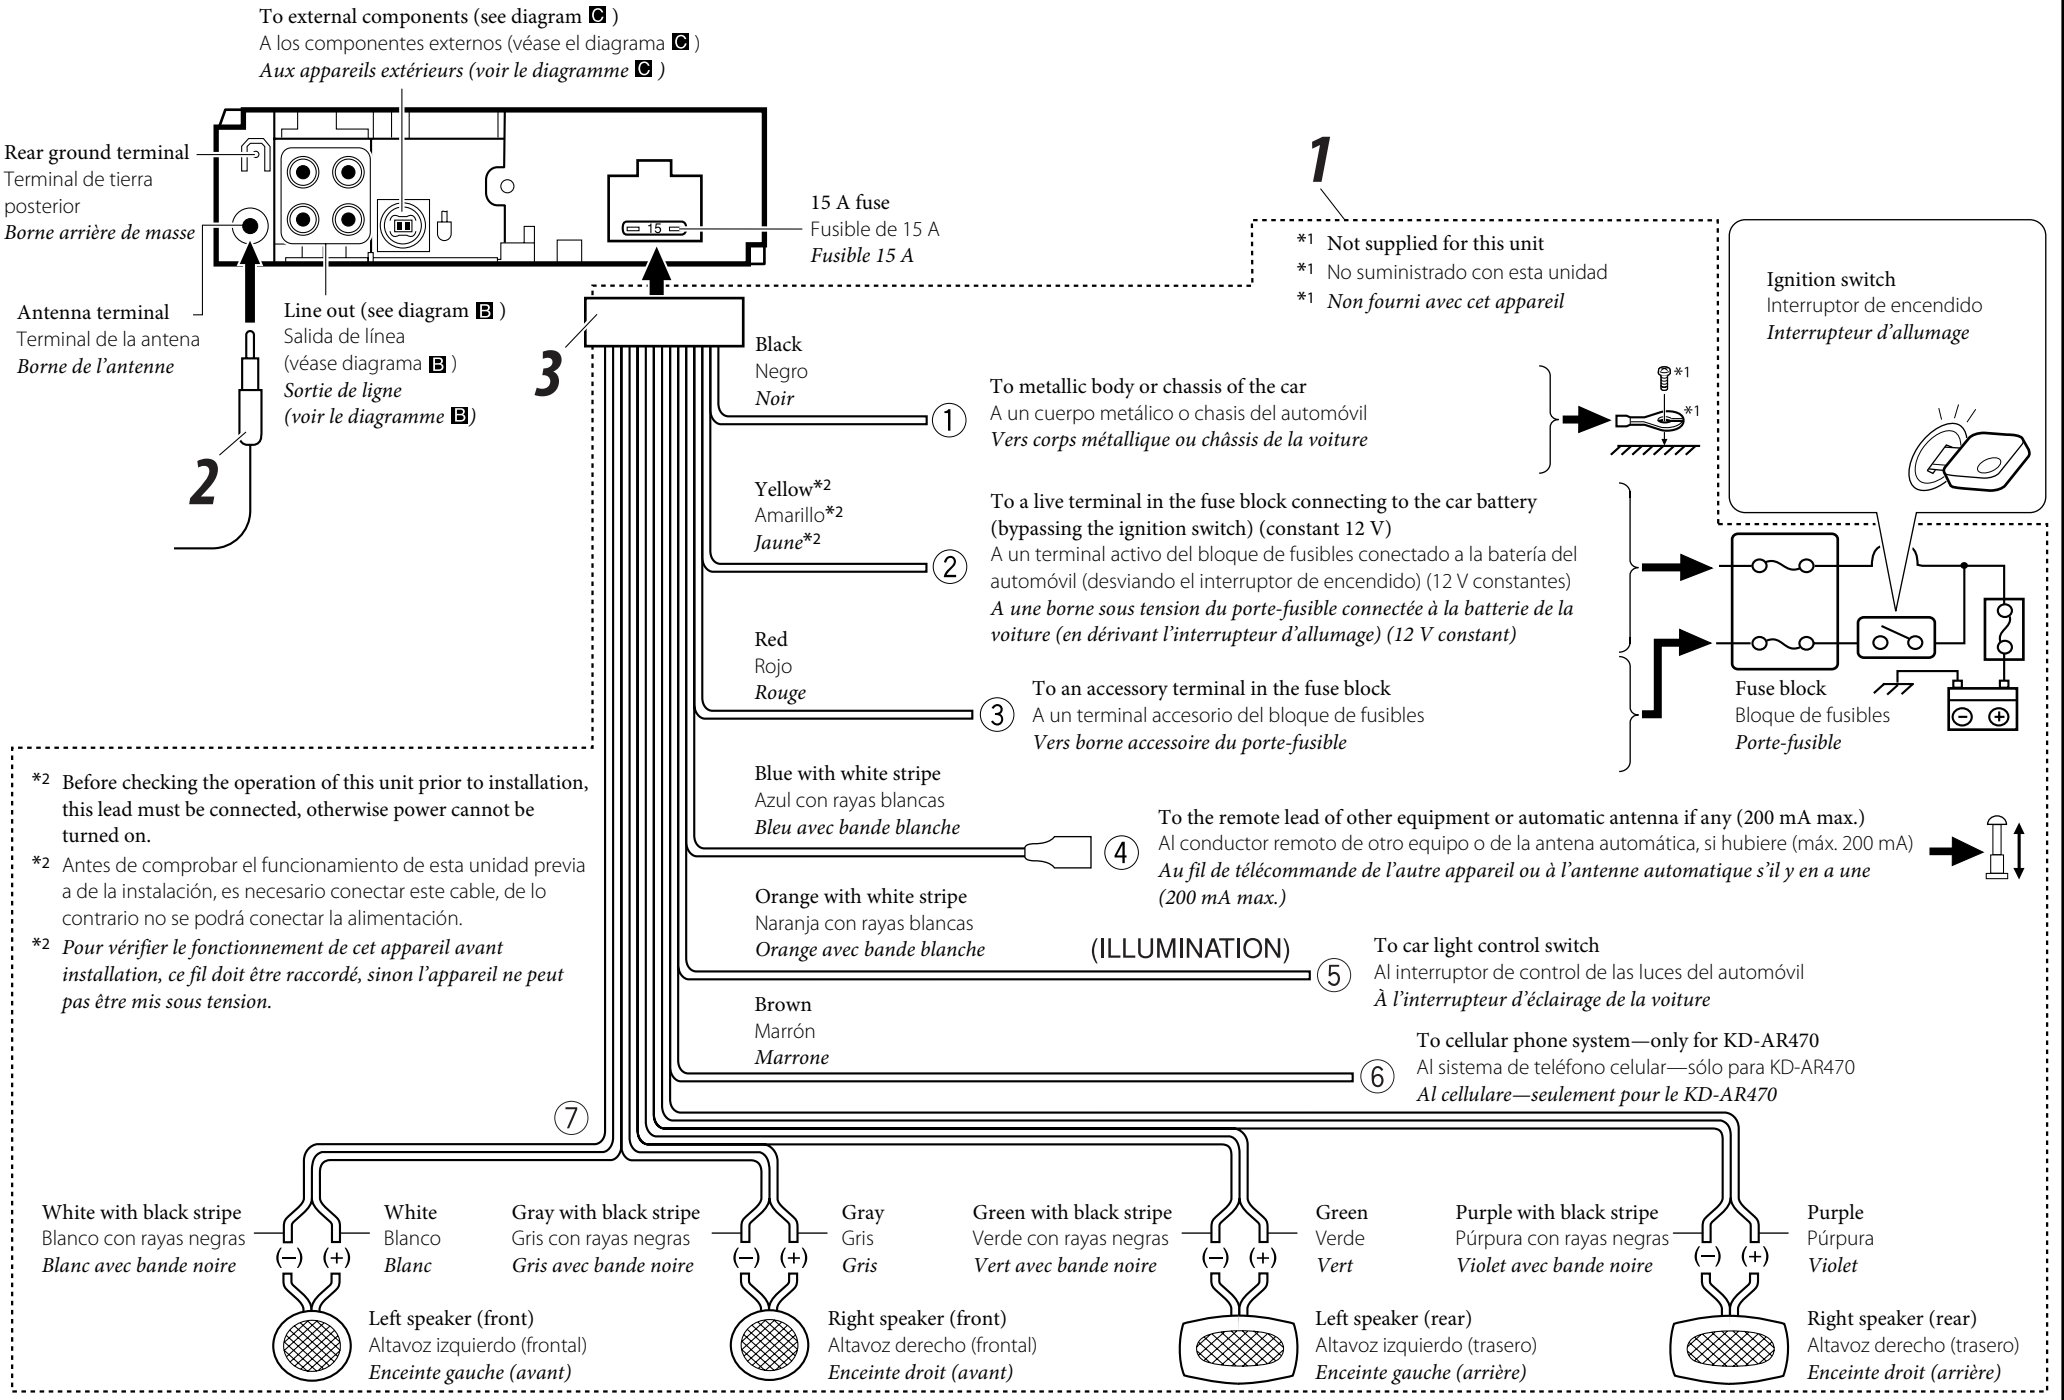 To external components (see diagram C )
A los componentes externos (véase el diagrama C )
Aux appareils extérieurs (voir le diagramme C )
Rear ground terminal
Terminal de tierra
posterior
Borne arrière de masse
15
15 A fuse
Fusible de 15 A
Fusible 15 A
Antenna terminal
Terminal de la antena
Borne de l'antenne
Line out (see diagram B )
Salida de línea
(véase diagrama B )
Sortie de ligne
(voir le diagramme B)
1
2
3
*1 Not supplied for this unit
*1 No suministrado con esta unidad
*1 Non fourni avec cet appareil
Ignition switch
Interruptor de encendido
Interrupteur d'allumage
Black
Negro
Noir
1
To metallic body or chassis of the car
A un cuerpo metálico o chasis del automóvil
Vers corps métallique ou châssis de la voiture
*1
*1
Yellow*2
Amarillo*2
Jaune*2
2
To a live terminal in the fuse block connecting to the car battery
(bypassing the ignition switch) (constant 12 V)
A un terminal activo del bloque de fusibles conectado a la batería del
automóvil (desviando el interruptor de encendido) (12 V constantes)
A une borne sous tension du porte-fusible connectée à la batterie de la
voiture (en dérivant l'interrupteur d'allumage) (12 V constant)
Red
Rojo
Rouge
3
To an accessory terminal in the fuse block
A un terminal accesorio del bloque de fusibles
Vers borne accessoire du porte-fusible
Fuse block
Bloque de fusibles
Porte-fusible
− +
*2 Before checking the operation of this unit prior to installation,
this lead must be connected, otherwise power cannot be
turned on.
*2 Antes de comprobar el funcionamiento de esta unidad previa
a de la instalación, es necesario conectar este cable, de lo
contrario no se podrá conectar la alimentación.
*2 Pour vérifier le fonctionnement de cet appareil avant
installation, ce fil doit être raccordé, sinon l'appareil ne peut
pas être mis sous tension.
Blue with white stripe
Azul con rayas blancas
Bleu avec bande blanche
4
To the remote lead of other equipment or automatic antenna if any (200 mA max.)
Al conductor remoto de otro equipo o de la antena automática, si hubiere (máx. 200 mA)
Au fil de télécommande de l'autre appareil ou à l'antenne automatique s'il y en a une
(200 mA max.)
Orange with white stripe
Naranja con rayas blancas
Orange avec bande blanche
(ILLUMINATION)
5
To car light control switch
Al interruptor de control de las luces del automóvil
À l'interrupteur d'éclairage de la voiture
Brown
Marrón
Marrone
6
To cellular phone system—only for KD-AR470
Al sistema de teléfono celular—sólo para KD-AR470
Al cellulare—seulement pour le KD-AR470
7
White with black stripe
Blanco con rayas negras
Blanc avec bande noire
(−) (+)
White
Blanco
Blanc
Left speaker (front)
Altavoz izquierdo (frontal)
Enceinte gauche (avant)
Gray with black stripe
Gris con rayas negras
Gris avec bande noire
(−) (+)
Gray
Gris
Gris
Right speaker (front)
Altavoz derecho (frontal)
Enceinte droit (avant)
Green with black stripe
Verde con rayas negras
Vert avec bande noire
(−) (+)
Green
Verde
Vert
Left speaker (rear)
Altavoz izquierdo (trasero)
Enceinte gauche (arrière)
Purple with black stripe
Púrpura con rayas negras
Violet avec bande noire
(−) (+)
Purple
Púrpura
Violet
Right speaker (rear)
Altavoz derecho (trasero)
Enceinte droit (arrière)